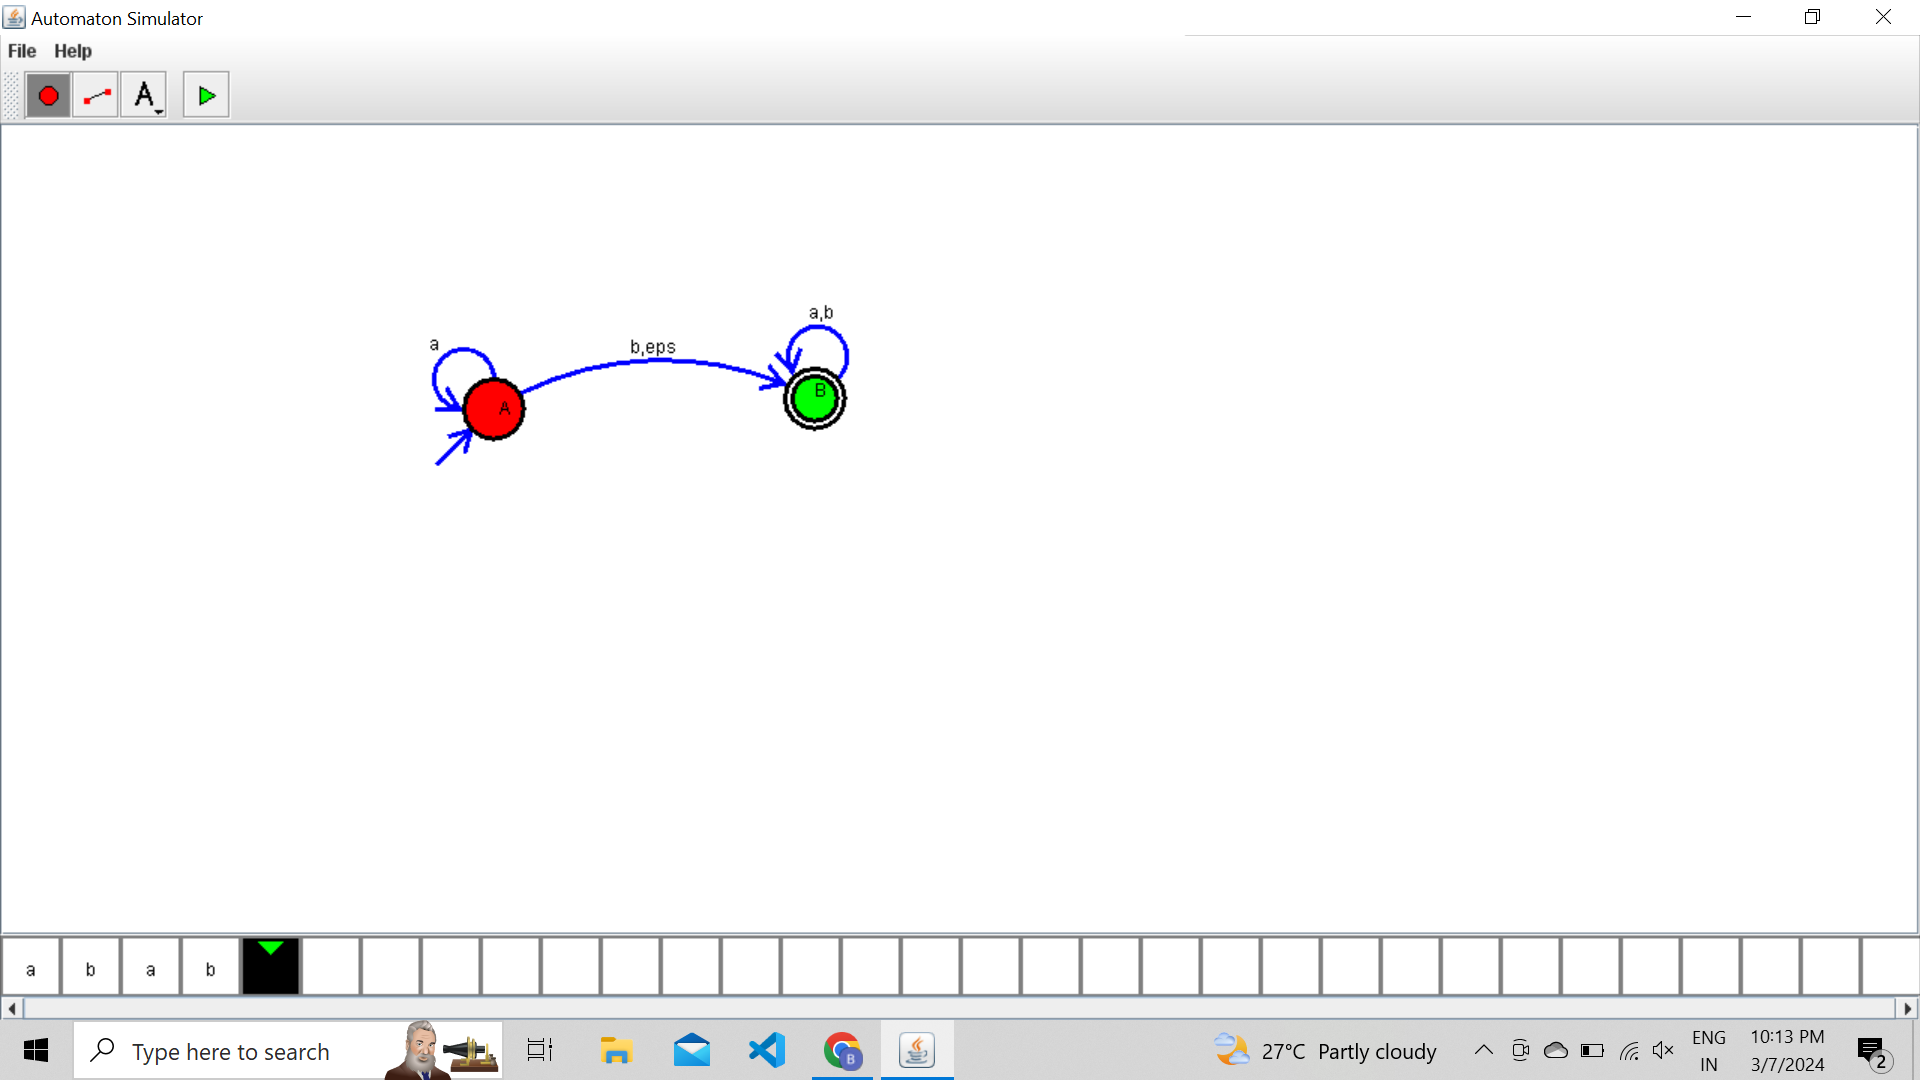 Automaton Simulator
File Help
A
a
b,eps
a,b
A
B
a b a b
Type here to search
B
27°C Partly cloudy
ENG
IN
10:13 PM
3/7/2024
2